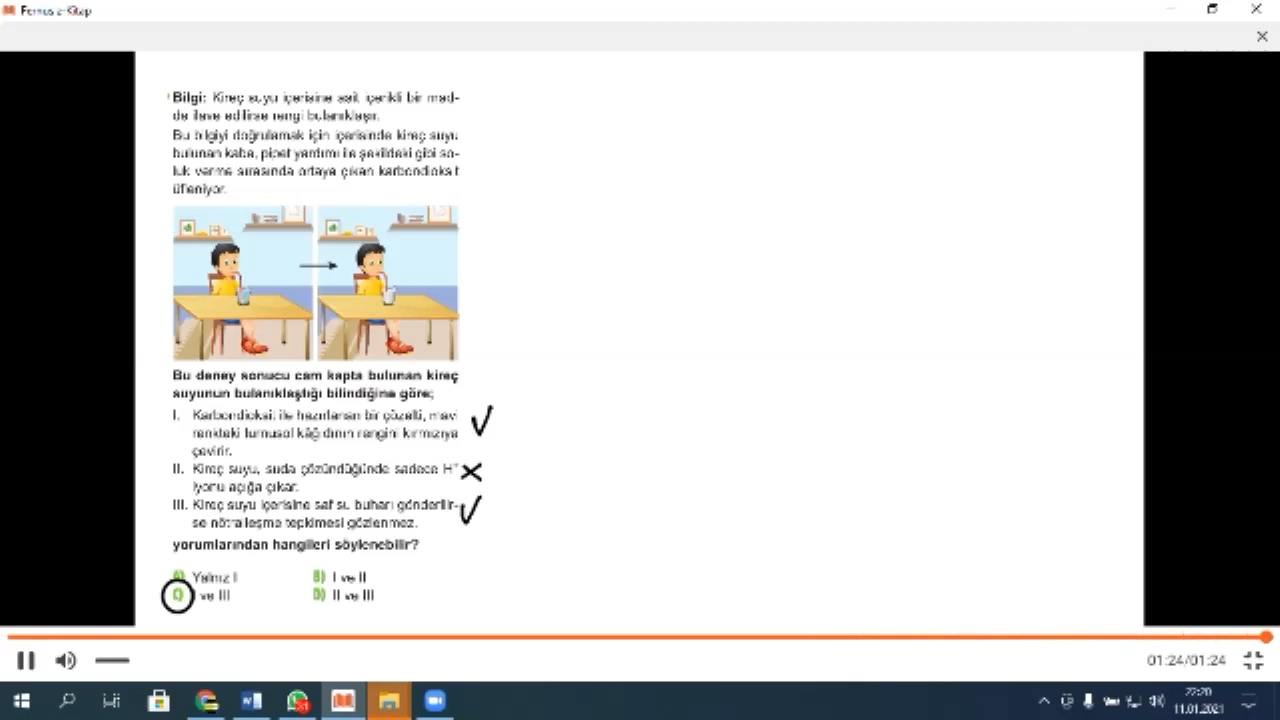 Fernus z-Kitap
Bilgi: Kireç suyu içerisine asit içerikli bir mad-
de ilave edilirse rengi bulanıklaşır.
Bu bilgiyi doğrulamak için içerisinde kireç suyu
bulunan kaba, pipet yardımı ile şekildeki gibi so-
luk verme sırasında ortaya çıkan karbondioksit
üfleniyor.
Bu deney sonucu cam kapta bulunan kireç
suyunun bulanıklaştığı bilindiğine göre;
I. Karbondioksit ile hazırlanan bir çözelti, mavi
renkteki turnusol kâğıdının rengini kırmızıya
çevirir.
II. Kireç suyu, suda çözündüğünde sadece H⁺
iyonu açığa çıkar.
III. Kireç suyu içerisine saf su buharı gönderilir-
se nötralleşme tepkimesi gözlenmez.
yorumlarından hangileri söylenebilir?
A) Yalnız I B) I ve II
C) I ve III D) II ve III
01:24/01:24
22:20
11.01.2021